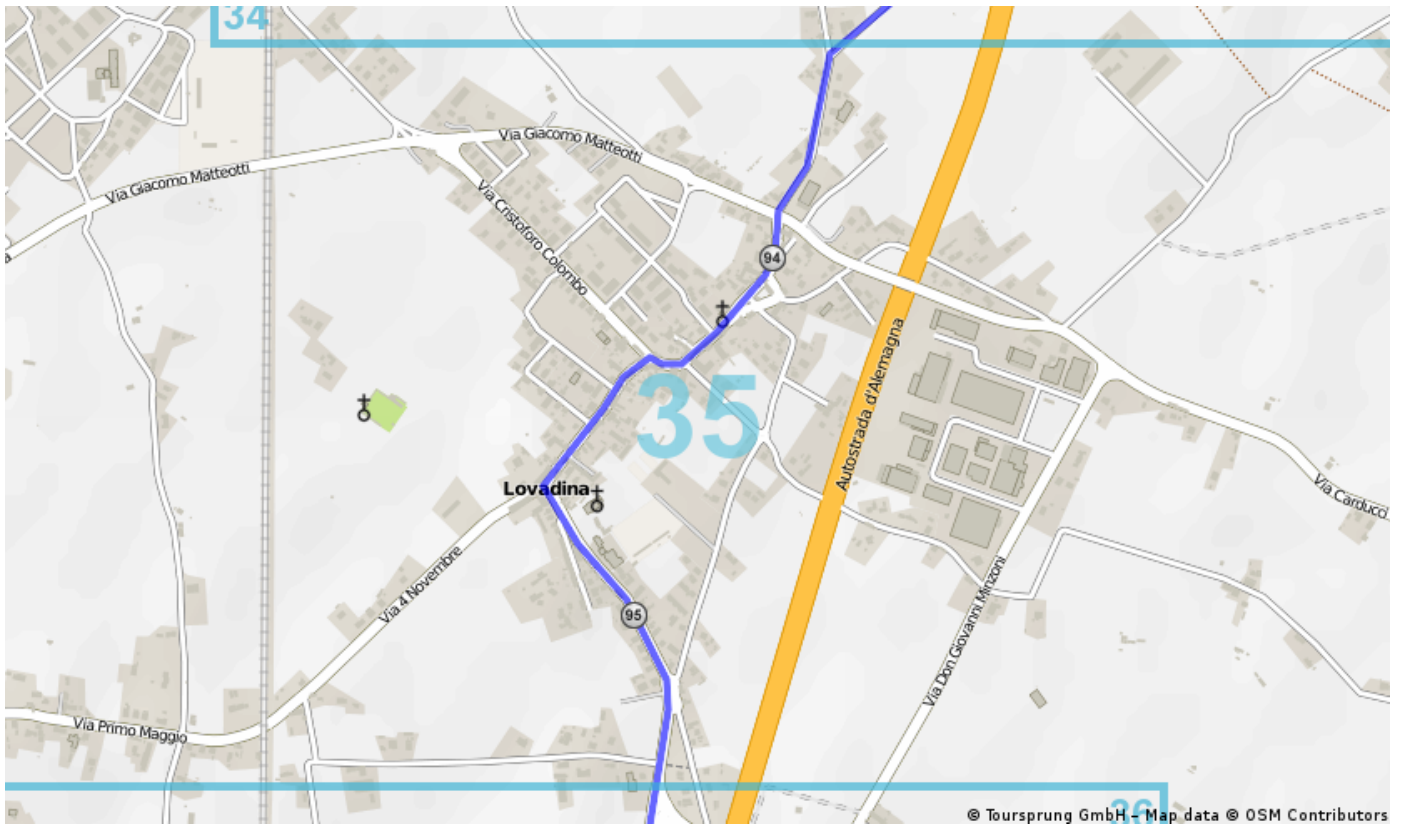 34
Via Giacomo Matteotti
Via Giacomo Matteotti
Via Cristoforo Colombo
94
35
Autostrada d'Alemagna
Lovadina
Via Carducci
Via 4 Novembre
95
Via Don Giovanni Minzoni
Via Primo Maggio
36
© Toursprung GmbH – Map data © OSM Contributors